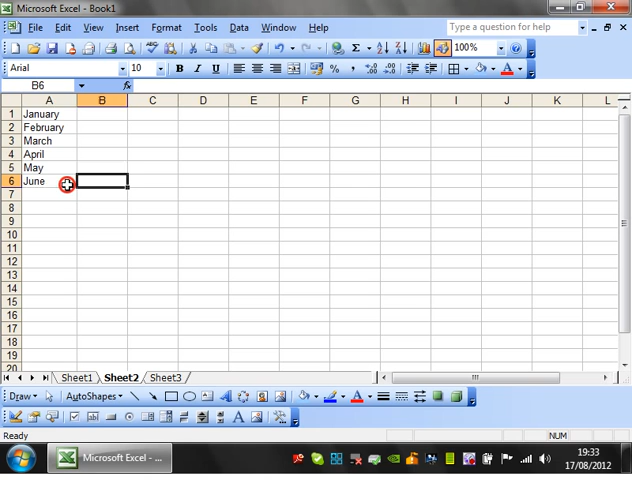 Microsoft Excel - Book1
File Edit View Insert Format Tools Data Window Help Type a question for help
Σ 100%
Arial 10 B I U % A
B6 fx
A B C D E F G H I J K L
1 January
2 February
3 March
4 April
5 May
6 June
7
8
9
10
11
12
13
14
15
16
17
18
19
20
Sheet1 Sheet2 Sheet3
Draw AutoShapes A A
A
Ready NUM
Microsoft Excel - ... 19:33
17/08/2012